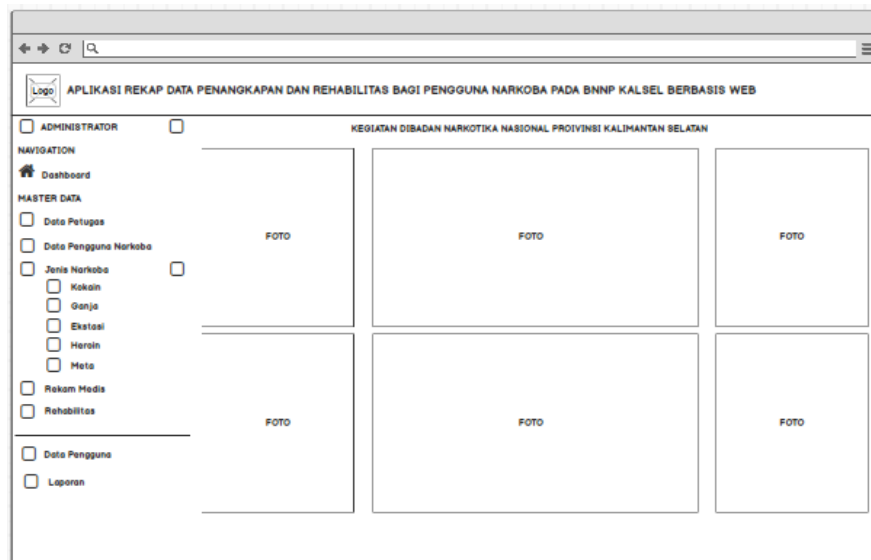 Logo
APLIKASI REKAP DATA PENANGKAPAN DAN REHABILITAS BAGI PENGGUNA NARKOBA PADA BNNP KALSEL BERBASIS WEB
ADMINISTRATOR
NAVIGATION
Dashboard
MASTER DATA
Data Petugas
Data Pengguna Narkoba
Jenis Narkoba
Kokain
Ganja
Ekstasi
Heroin
Meta
Rekam Medis
Rehabilitas
Data Pengguna
Laporan
KEGIATAN DIBADAN NARKOTIKA NASIONAL PROIVINSI KALIMANTAN SELATAN
FOTO
FOTO
FOTO
FOTO
FOTO
FOTO